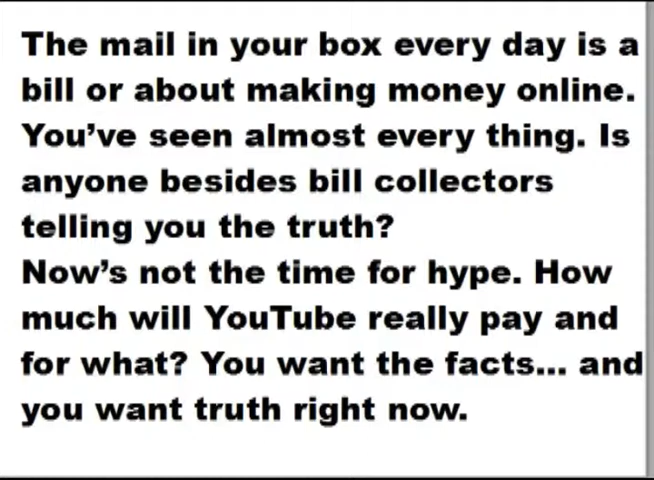 The mail in your box every day is a
bill or about making money online.
You’ve seen almost every thing. Is
anyone besides bill collectors
telling you the truth?
Now’s not the time for hype. How
much will YouTube really pay and
for what? You want the facts... and
you want truth right now.